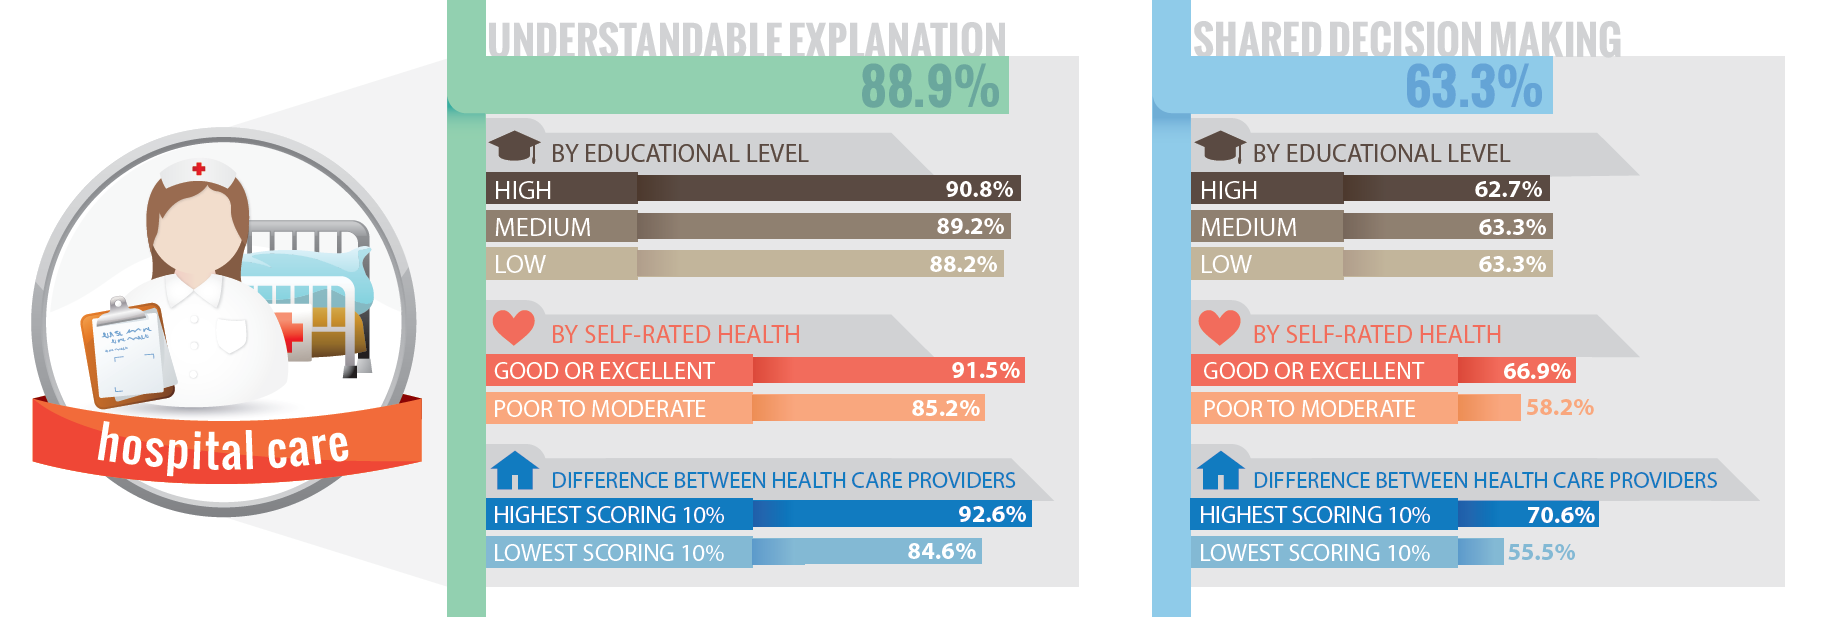 hospital care
UNDERSTANDABLE EXPLANATION
88.9%
BY EDUCATIONAL LEVEL
HIGH 90.8%
MEDIUM 89.2%
LOW 88.2%
BY SELF-RATED HEALTH
GOOD OR EXCELLENT 91.5%
POOR TO MODERATE 85.2%
DIFFERENCE BETWEEN HEALTH CARE PROVIDERS
HIGHEST SCORING 10% 92.6%
LOWEST SCORING 10% 84.6%
SHARED DECISION MAKING
63.3%
BY EDUCATIONAL LEVEL
HIGH 62.7%
MEDIUM 63.3%
LOW 63.3%
BY SELF-RATED HEALTH
GOOD OR EXCELLENT 66.9%
POOR TO MODERATE 58.2%
DIFFERENCE BETWEEN HEALTH CARE PROVIDERS
HIGHEST SCORING 10% 70.6%
LOWEST SCORING 10% 55.5%